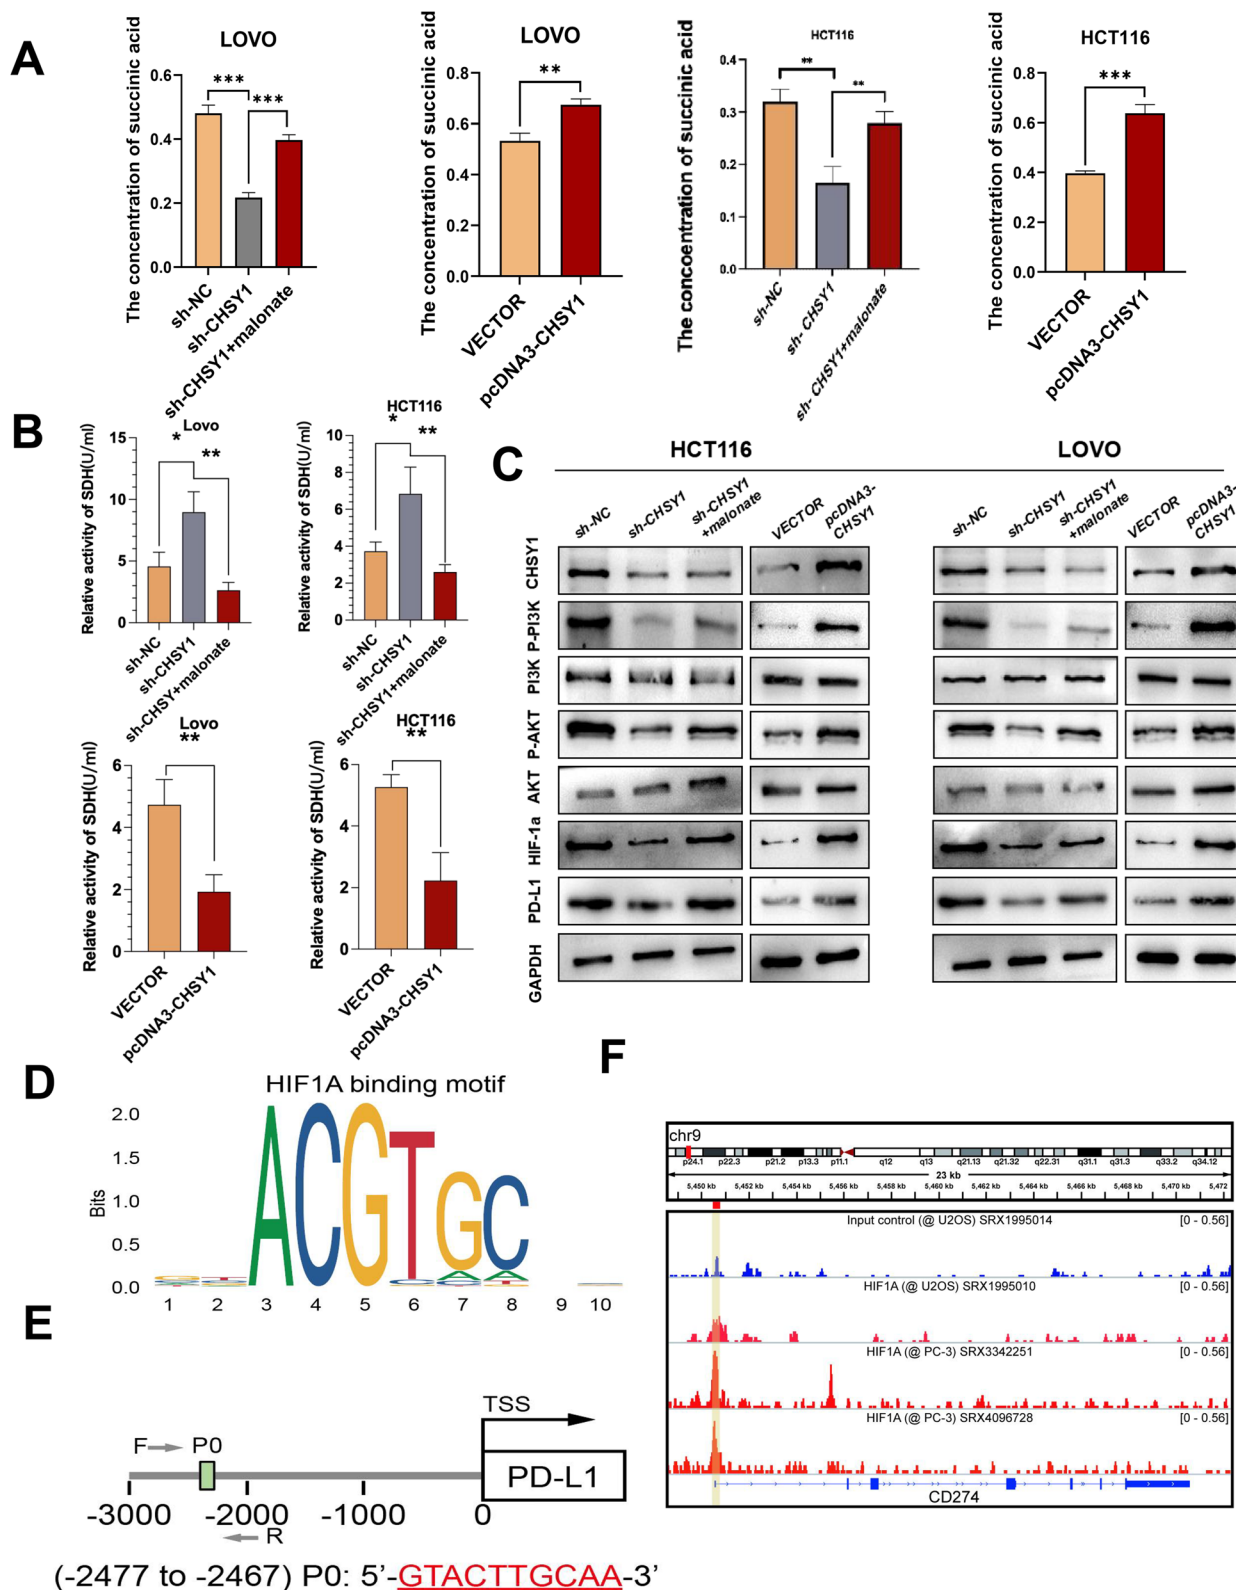 A
LOVO
The concentration of succinic acid
0.6
0.4
0.2
0.0
***
***
sh-NC
sh-CHSY1
sh-CHSY1+malonate
LOVO
The concentration of succinic acid
0.8
0.6
0.4
0.2
0.0
**
VECTOR
pcDNA3-CHSY1
HCT116
The concoentration of succinic acid
0.4
0.3
0.2
0.1
0.0
**
**
sh-NC
sh- CHSY1
sh- CHSY1+malonate
HCT116
The concentration of succinic acid
0.8
0.6
0.4
0.2
0.0
***
VECTOR
pcDNA3-CHSY1
B
Lovo
Relative activity of SDH(U/ml)
15
10
5
0
*
**
sh-NC
sh-CHSY1
sh-CHSY+malonate
HCT116
Relative activity of SDH(U/ml)
10
8
6
4
2
0
*
**
sh-NC
sh-CHSY1
sh-CHSY1+malonate
Lovo
**
Relative activity of SDH(U/ml)
6
4
2
0
VECTOR
pcDNA3-CHSY1
HCT116
**
Relative activity of SDH(U/ml)
6
4
2
0
VECTOR
pcDNA3-CHSY1
C
HCT116
LOVO
sh-NC
sh-CHSY1
sh-CHSY1
+malonate
VECTOR
pcDNA3-
CHSY1
sh-NC
sh-CHSY1
sh-CHSY1
+malonate
VECTOR
pcDNA3-
CHSY1
CHSY1
P-PI3K
PI3K
P-AKT
AKT
HIF-1a
PD-L1
GAPDH
D
HIF1A binding motif
Bits
2.0
1.5
1.0
0.5
0.0
ACGTGC
1 2 3 4 5 6 7 8 9 10
E
TSS
F
P0
PD-L1
-3000 -2000 -1000 0
R
(-2477 to -2467) P0: 5’-GTACTTGCAA-3’
F
chr9
p24.1 p22.3 p21.2 p13.3 p11.1 q12 q13 q21.13 q21.32 q22.31 q31.1 q31.3 q33.2 q34.12
23 kb
5,450 kb 5,452 kb 5,454 kb 5,456 kb 5,458 kb 5,460 kb 5,462 kb 5,464 kb 5,466 kb 5,468 kb 5,470 kb 5,472
Input control (@ U2OS) SRX1995014 [0 - 0.56]
HIF1A (@ U2OS) SRX1995010 [0 - 0.56]
HIF1A (@ PC-3) SRX3342251 [0 - 0.56]
HIF1A (@ PC-3) SRX4096728 [0 - 0.56]
CD274